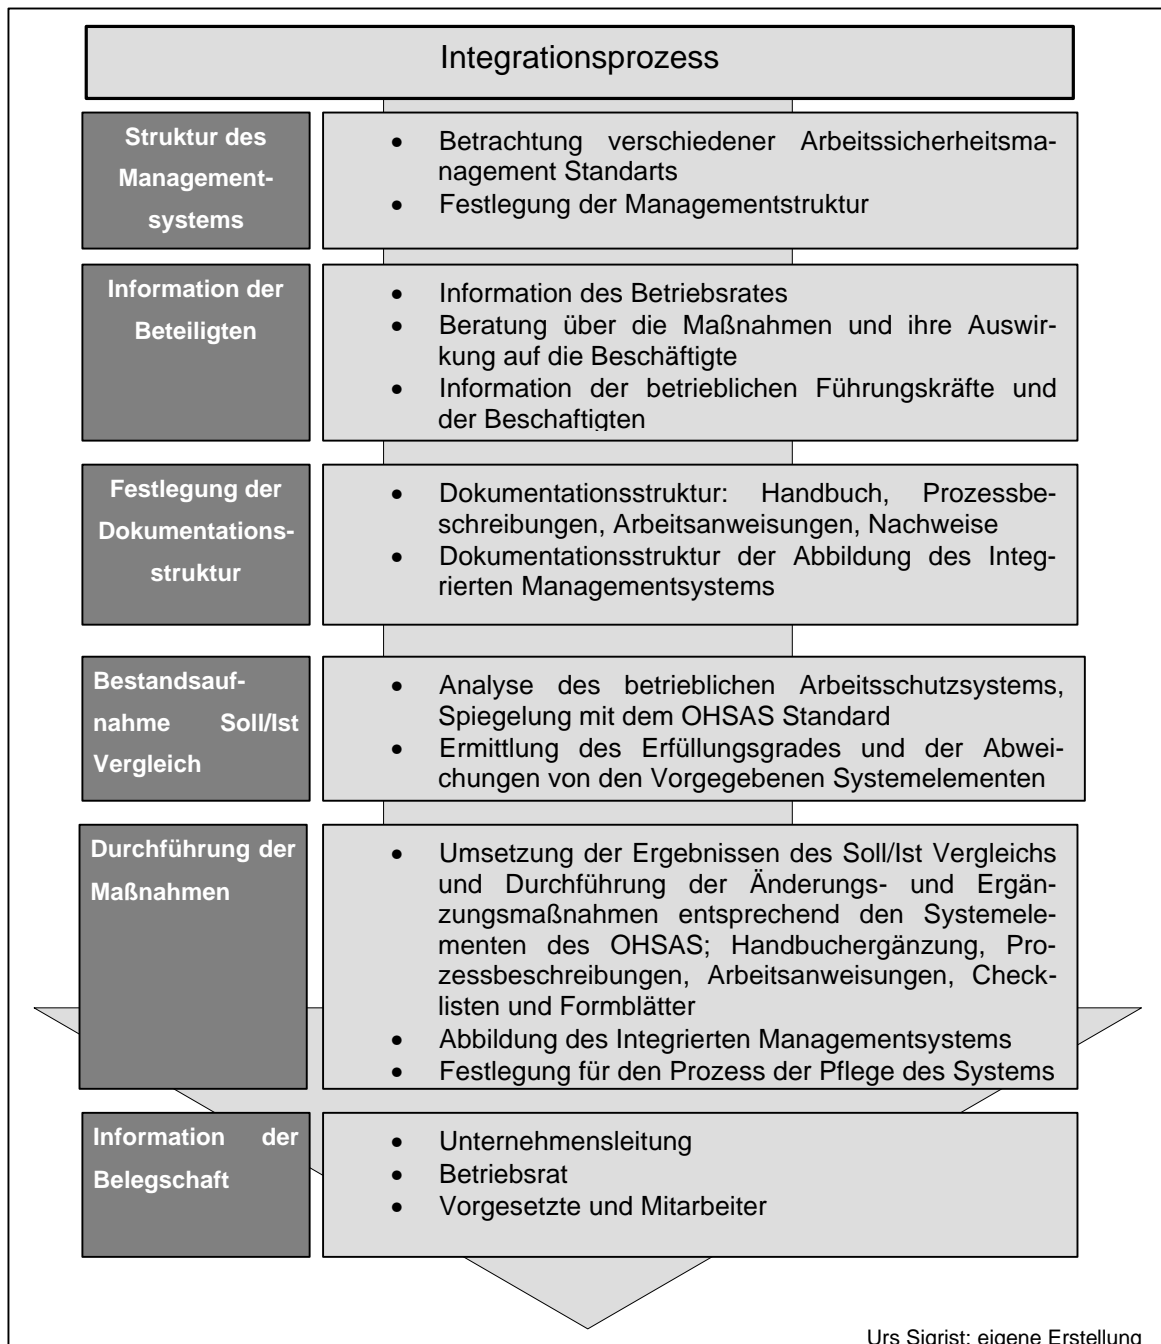 Integrationsprozess
Struktur des
Management-
systems
• Betrachtung verschiedener Arbeitssicherheitsma-
nagement Standarts
• Festlegung der Managementstruktur
Information der
Beteiligten
• Information des Betriebsrates
• Beratung über die Maßnahmen und ihre Auswir-
kung auf die Beschäftigte
• Information der betrieblichen Führungskräfte und
der Beschaftigten
Festlegung der
Dokumentations-
struktur
• Dokumentationsstruktur: Handbuch, Prozessbe-
schreibungen, Arbeitsanweisungen, Nachweise
• Dokumentationsstruktur der Abbildung des Integ-
rierten Managementsystems
Bestandsauf-
nahme Soll/Ist
Vergleich
• Analyse des betrieblichen Arbeitsschutzsystems,
Spiegelung mit dem OHSAS Standard
• Ermittlung des Erfüllungsgrades und der Abwei-
chungen von den Vorgegebenen Systemelementen
Durchführung der
Maßnahmen
• Umsetzung der Ergebnissen des Soll/Ist Vergleichs
und Durchführung der Änderungs- und Ergän-
zungsmaßnahmen entsprechend den Systemele-
menten des OHSAS; Handbuchergänzung, Pro-
zessbeschreibungen, Arbeitsanweisungen, Check-
listen und Formblätter
• Abbildung des Integrierten Managementsystems
• Festlegung für den Prozess der Pflege des Systems
Information der
Belegschaft
• Unternehmensleitung
• Betriebsrat
• Vorgesetzte und Mitarbeiter
Urs Sigrist: eigene Erstellung